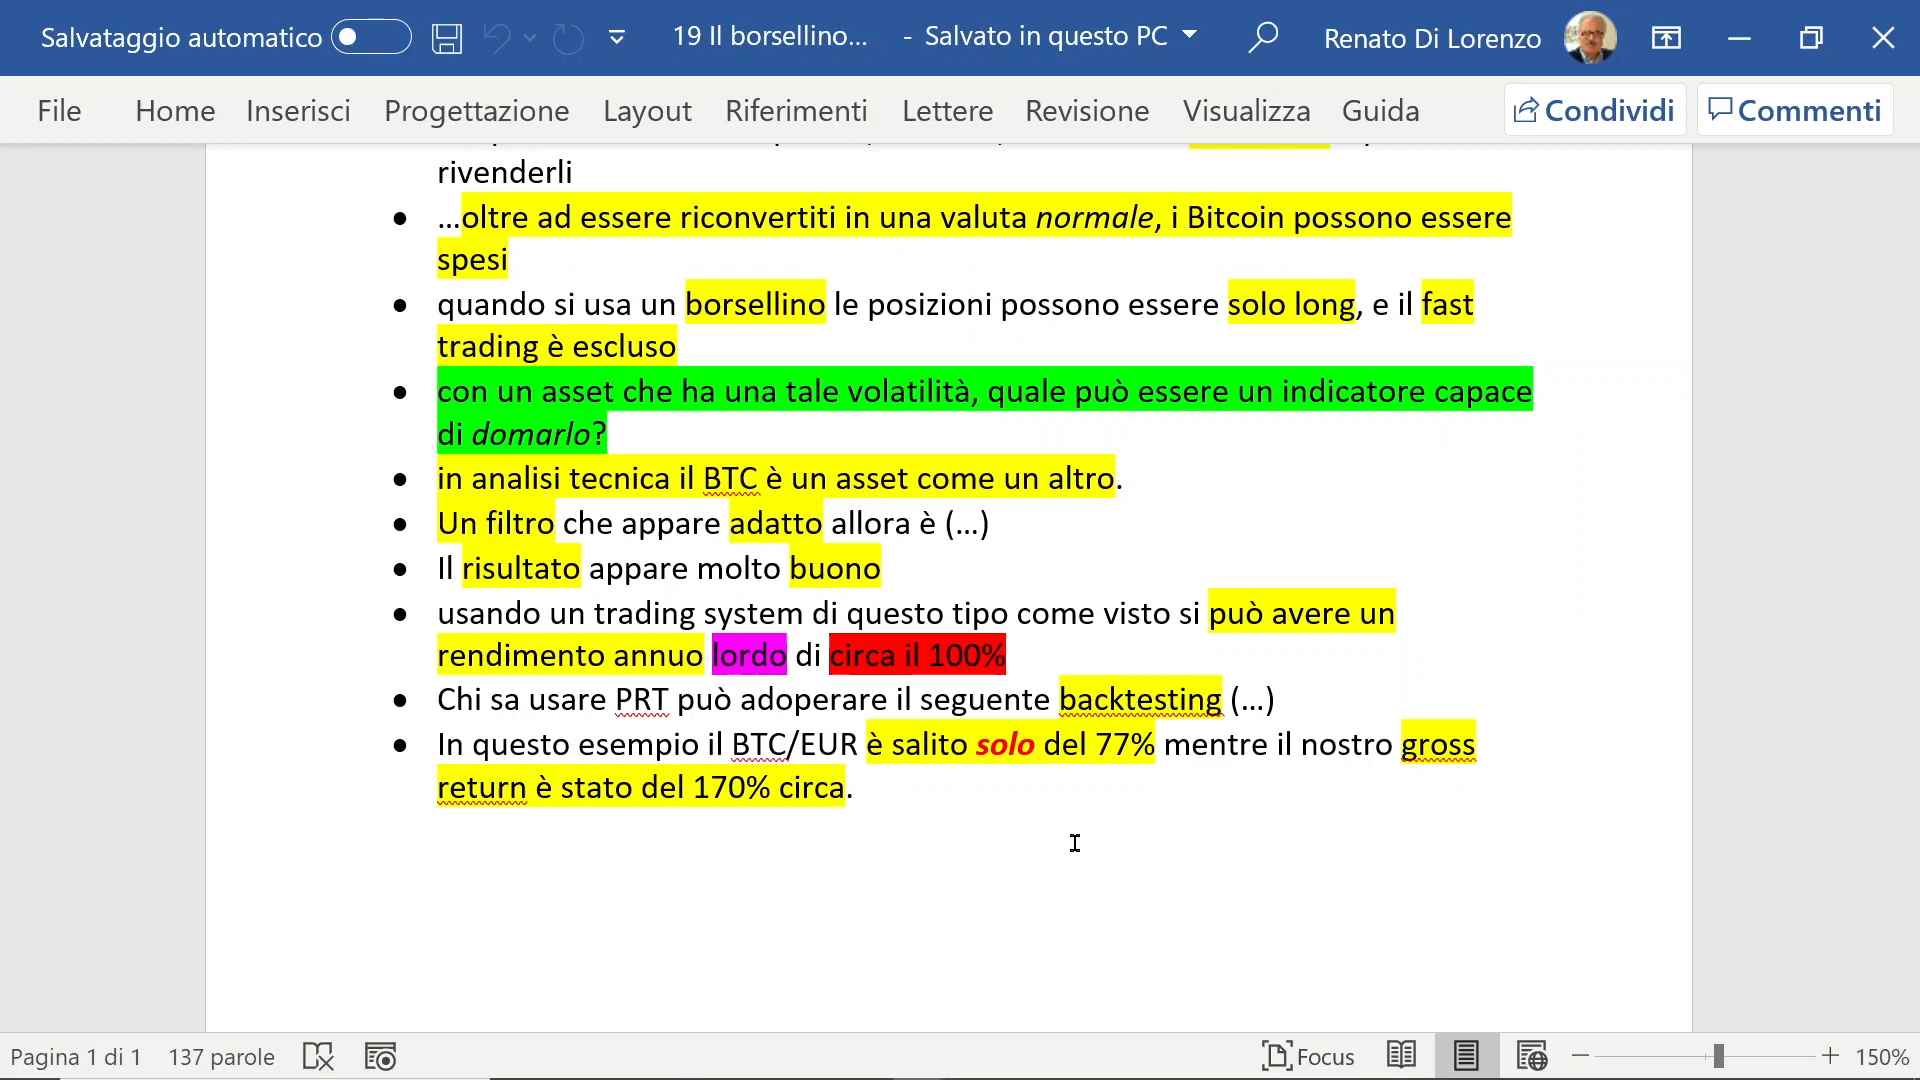 Salvataggio automatico 19 Il borsellino... - Salvato in questo PC Renato Di Lorenzo
File Home Inserisci Progettazione Layout Riferimenti Lettere Revisione Visualizza Guida Condividi Commenti
rivenderli
● ...oltre ad essere riconvertiti in una valuta normale, i Bitcoin possono essere
spesi
● quando si usa un borsellino le posizioni possono essere solo long, e il fast
trading è escluso
● con un asset che ha una tale volatilità, quale può essere un indicatore capace
di domarlo?
● in analisi tecnica il BTC è un asset come un altro.
● Un filtro che appare adatto allora è (...)
● Il risultato appare molto buono
● usando un trading system di questo tipo come visto si può avere un
rendimento annuo lordo di circa il 100%
● Chi sa usare PRT può adoperare il seguente backtesting (...)
● In questo esempio il BTC/EUR è salito solo del 77% mentre il nostro gross
return è stato del 170% circa.
Pagina 1 di 1 137 parole Focus 150%